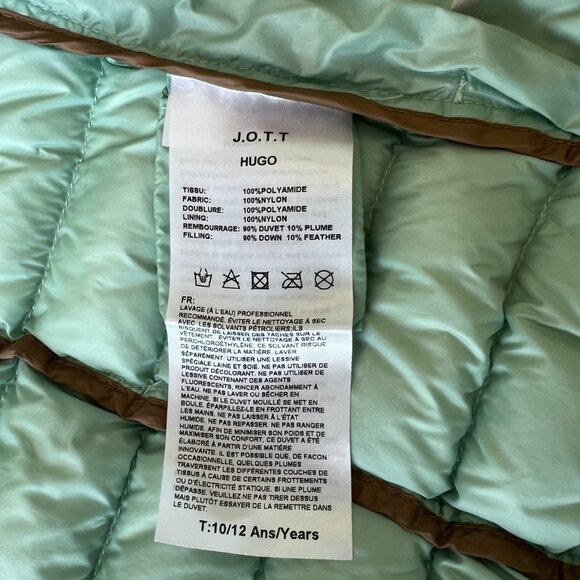 J.O.T.T
HUGO
TISSU: 100%POLYAMIDE
FABRIC: 100%NYLON
DOUBLURE: 100%POLYAMIDE
LINING: 100%NYLON
REMBOURRAGE: 90% DUVET 10% PLUME
FILLING: 90% DOWN 10% FEATHER
FR:
LAVAGE (À L'EAU) PROFESSIONNEL
RECOMMANDÉ. ÉVITER LE NETTOYAGE À SEC
AVEC LES SOLVANTS PÉTROLIERS;ILS
RISQUENT DE LAISSER DES TACHES SUR LE
VÊTEMENT. ÉVITER LE NETTOYAGE À SEC AU
PERCHLOROÉTHYLÈNE, CE SOLVANT RISQUE
DE DÉTÉRIORER LA MATIÈRE. LAVER
SÉPARÉMENT. UTILISER UNE LESSIVE
SPÉCIALE LAINE ET SOIE. NE PAS UTILISER DE
PRODUIT DÉCOLORANT. NE PAS UTILISER DE
LESSIVE CONTENANT DES AGENTS
FLUORESCENTS, RINCER ABONDAMMENT À
L'EAU. NE PAS LAVER OU SÉCHER EN
MACHINE. SI LE DUVET MOUILLÉ SE MET EN
BOULE, ÉPARPILLEZ-LE EN FROTTANT ENTRE
LES MAINS. NE PAS LAISSER À L'ÉTAT
HUMIDE. NE PAS REPASSER. NE PAS RANGER
HUMIDE. AFIN DE MINIMISER SON POIDS ET DE
MAXIMISER SON CONFORT, CE DUVET A ÉTÉ
ÉLABORÉ À PARTIR D'UNE MATIÈRE
INNOVANTE. IL EST POSSIBLE QUE, DE FACON
OCCASIONNELLE, QUELQUES PLUMES
TRAVERSENT LES DIFFÉRENTES COUCHES DE
TISSUS À CAUSE DE CERTAINS FROTTEMENTS
OU D'ÉLECTRICITÉ STATIQUE. SI UNE PLUME
DÉPASSE, VEUILLEZ NE PAS TIRER DESSUS
MAIS PLUTÔT ESSAYER DE LA REMETTRE DANS
LE DUVET.
T:10/12 Ans/Years